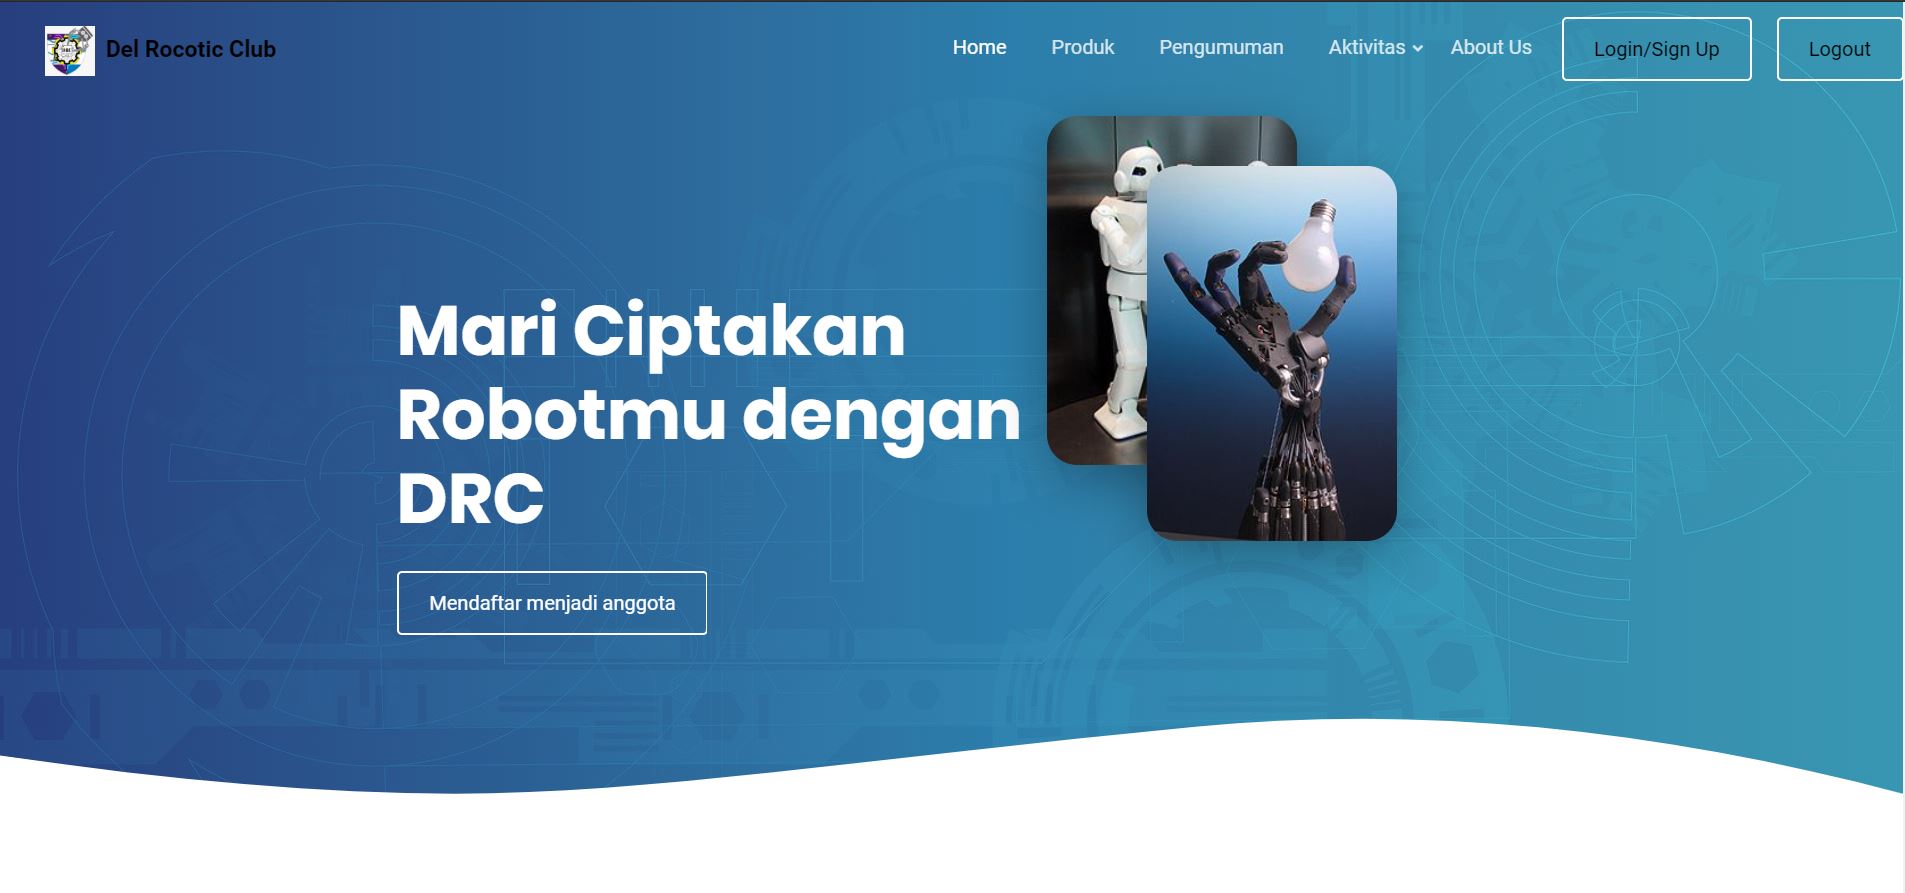 Del Rocotic Club
Home Produk Pengumuman Aktivitas About Us Login/Sign Up Logout
Mari Ciptakan
Robotmu dengan
DRC
Mendaftar menjadi anggota